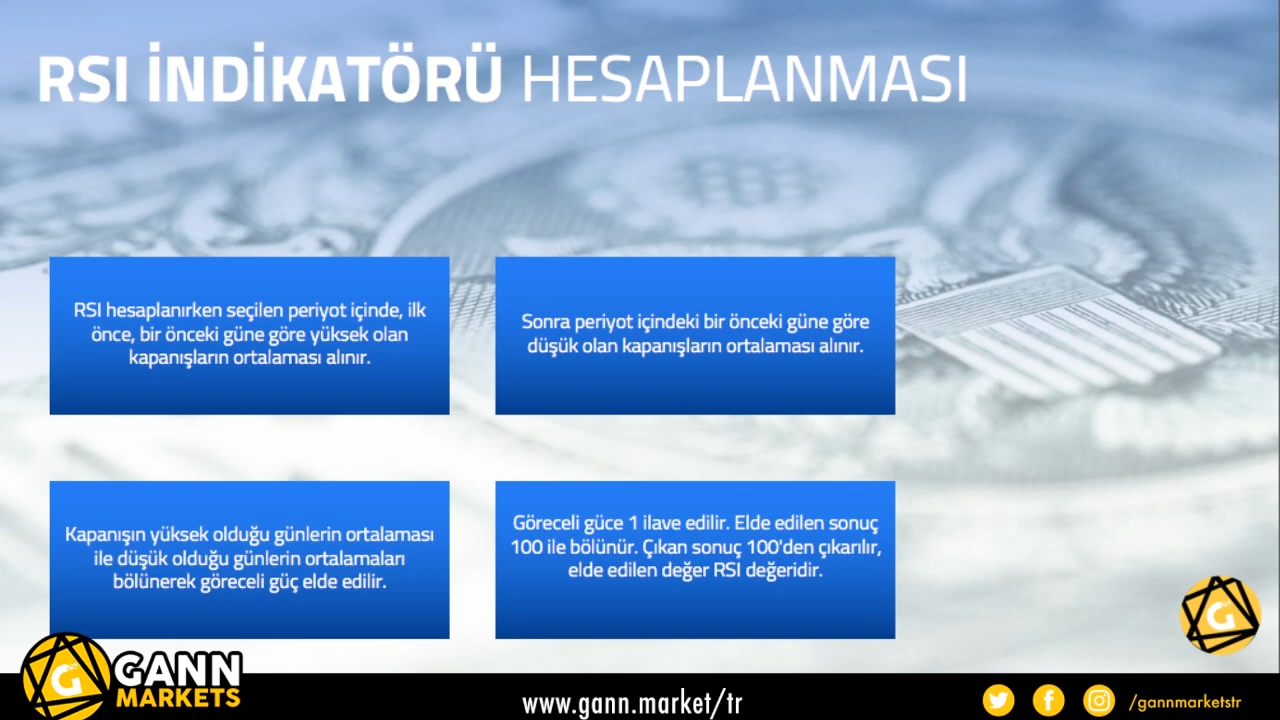 RSI İNDİKATÖRÜ HESAPLANMASI
RSI hesaplanırken seçilen periyot içinde, ilk
önce, bir önceki güne göre yüksek olan
kapanışların ortalaması alınır.
Sonra periyot içindeki bir önceki güne göre
düşük olan kapanışların ortalaması alınır.
Kapanışın yüksek olduğu günlerin ortalaması
ile düşük olduğu günlerin ortalamaları
bölünerek göreceli güç elde edilir.
Göreceli güce 1 ilave edilir. Elde edilen sonuç
100 ile bölünür. Çıkan sonuç 100'den çıkarılır,
elde edilen değer RSI değeridir.
G
G
GANN
MARKETS
www.gann.market/tr
/gannmarketstr